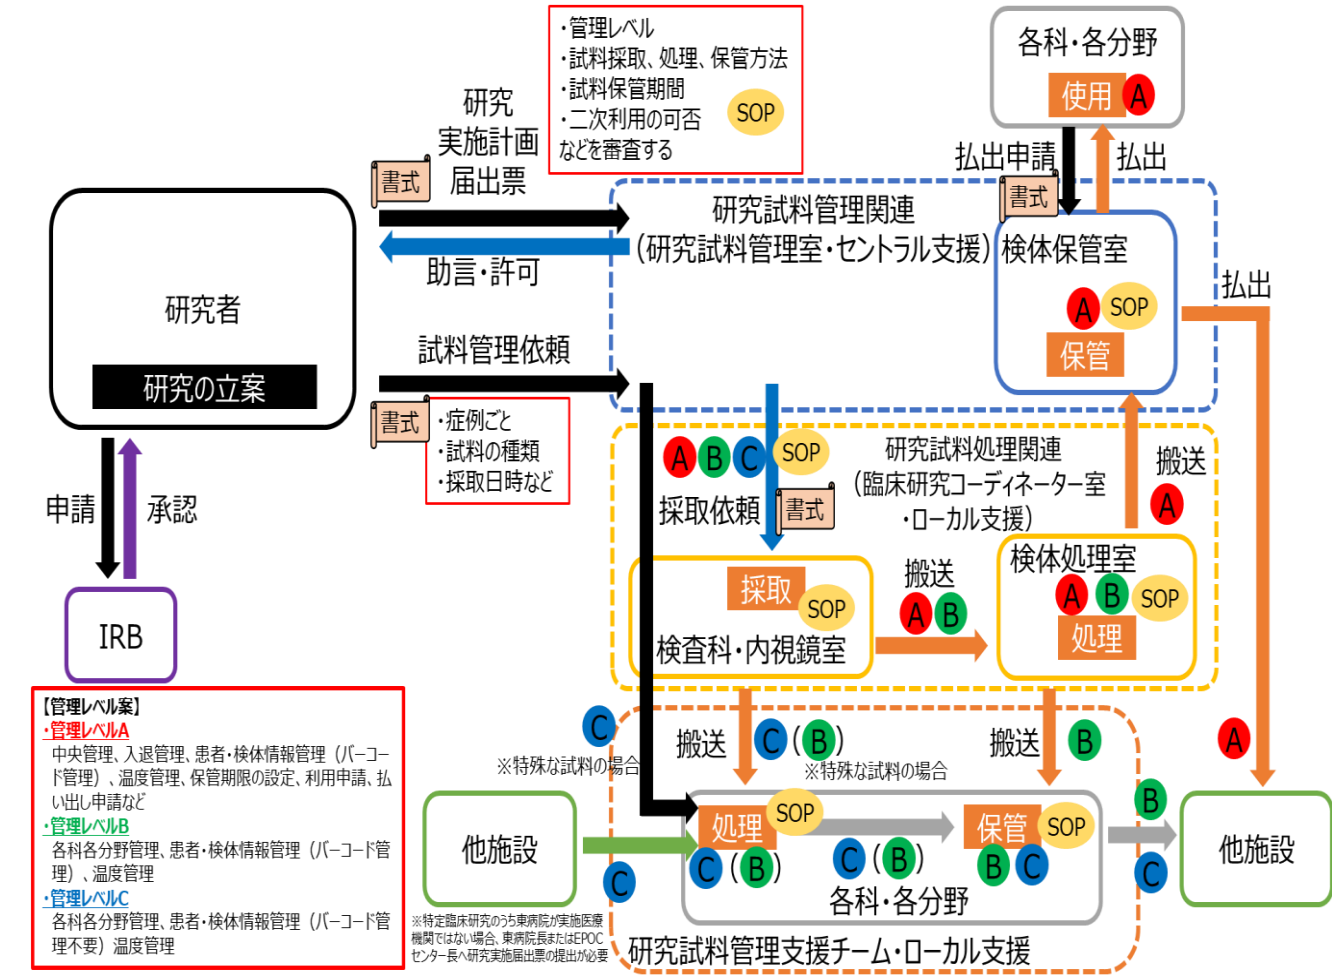 ・管理レベル
・試料採取、処理、保管方法
・試料保管期間
・二次利用の可否
などを審査する
SOP
各科・各分野
使用
A
研究
実施計画
届出票
書式
払出申請
払出
書式
研究試料管理関連
(研究試料管理室・セントラル支援)
検体保管室
A
SOP
保管
助言・許可
払出
研究者
研究の立案
試料管理依頼
書式
・症例ごと
・試料の種類
・採取日時など
A
B
C
SOP
採取依頼
書式
研究試料処理関連
(臨床研究コーディネーター室
・ローカル支援)
搬送
A
申請
承認
IRB
採取
SOP
検査科・内視鏡室
搬送
A
B
検体処理室
A
B
SOP
処理
【管理レベル案】
・管理レベルA
中央管理、入退管理、患者・検体情報管理(バーコー
ド管理)、温度管理、保管期限の設定、利用申請、払
い出し申請など
・管理レベルB
各科各分野管理、患者・検体情報管理(バーコード管
理)、温度管理
・管理レベルC
各科各分野管理、患者・検体情報管理(バーコード管
理不要)温度管理
C
※特殊な試料の場合
搬送
C(B)
※特殊な試料の場合
搬送
B
A
他施設
C
処理
SOP
C(B)
C(B)
保管
SOP
B
C
各科・各分野
B
C
他施設
※特定臨床研究のうち東病院が実施医療
機関ではない場合、東病院長またはEPOC
センター長へ研究実施届出票の提出が必要
研究試料管理支援チーム・ローカル支援